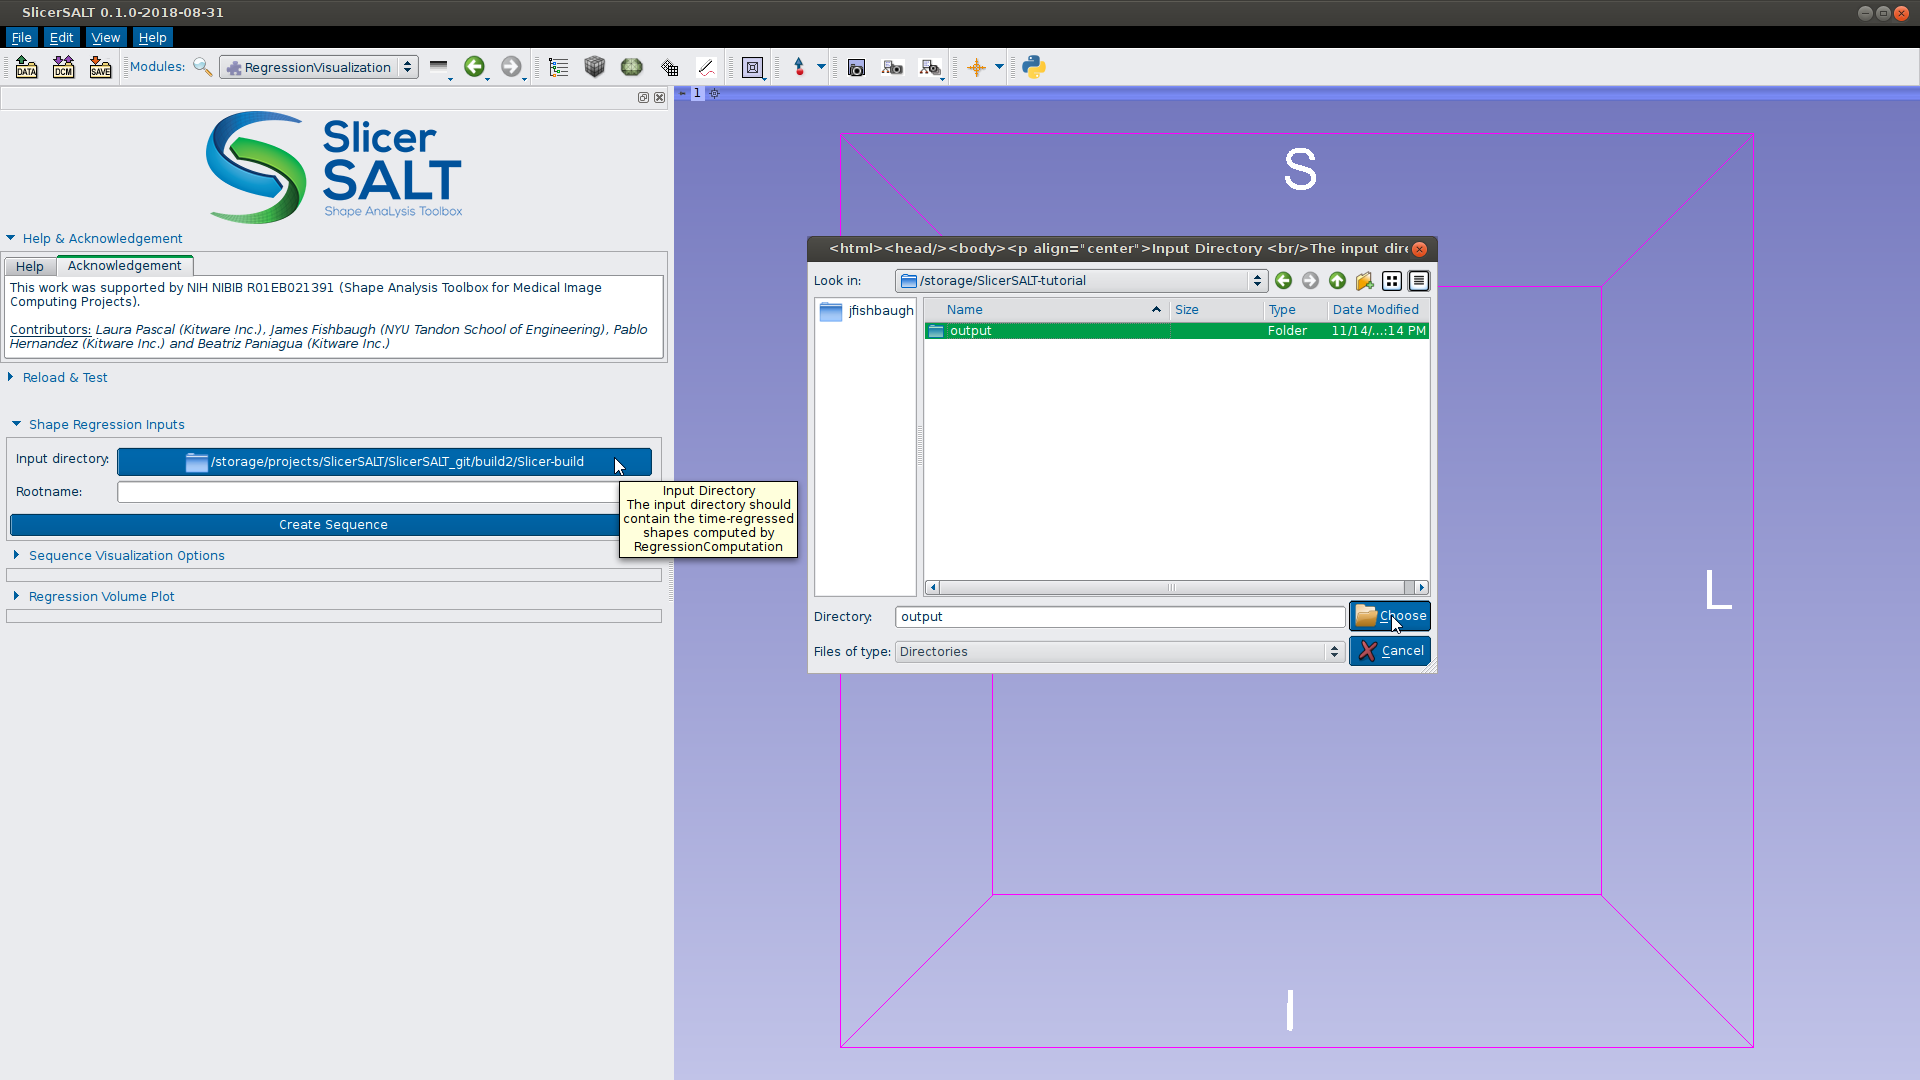 SlicerSALT 0.1.0-2018-08-31
File Edit View Help
DATA DCM SAVE Modules: RegressionVisualization
1
Slicer
SALT
Shape AnaLysis Toolbox
Help & Acknowledgement
Help Acknowledgement
This work was supported by NIH NIBIB R01EB021391 (Shape Analysis Toolbox for Medical Image
Computing Projects).
Contributors: Laura Pascal (Kitware Inc.), James Fishbaugh (NYU Tandon School of Engineering), Pablo
Hernandez (Kitware Inc.) and Beatriz Paniagua (Kitware Inc.)
Reload & Test
Shape Regression Inputs
Input directory: /storage/projects/SlicerSALT/SlicerSALT_git/build2/Slicer-build
Rootname:
Create Sequence
Input Directory
The input directory should
contain the time-regressed
shapes computed by
RegressionComputation
Sequence Visualization Options
Regression Volume Plot
S
<html><head/><body><p align="center">Input Directory <br/>The input dire
Look in: /storage/SlicerSALT-tutorial
jfishbaugh
Name Size Type Date Modified
output Folder 11/14/...:14 PM
Directory: output Choose
Files of type: Directories Cancel
L
I